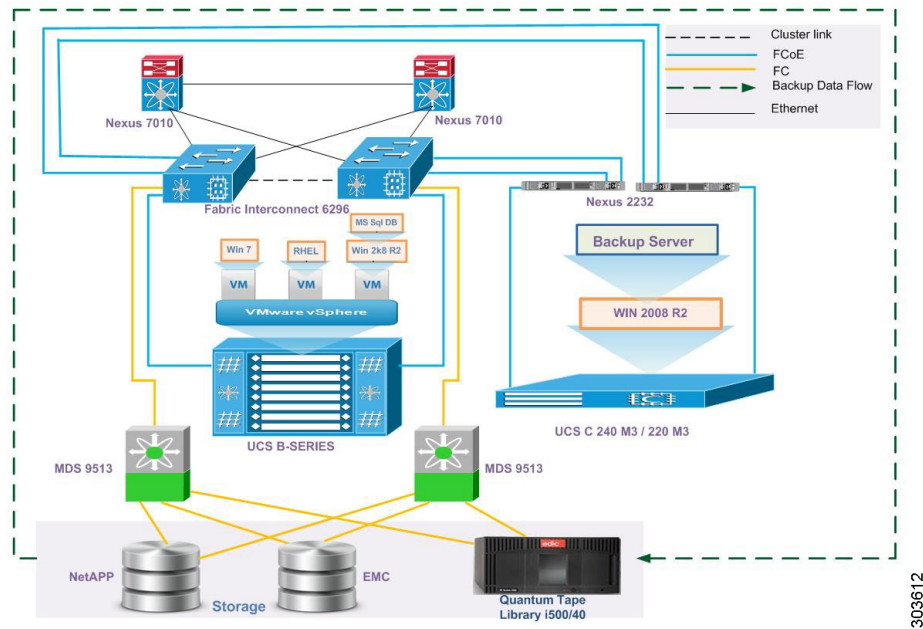 Cluster link
FCoE
FC
Backup Data Flow
Ethernet
Nexus 7010
Nexus 7010
Fabric Interconnect 6296
Nexus 2232
MS Sql DB
Win 7
RHEL
Win 2k8 R2
VM
VM
VM
VMware vSphere
Backup Server
WIN 2008 R2
UCS B-SERIES
UCS C 240 M3 / 220 M3
MDS 9513
MDS 9513
NetAPP
EMC
Storage
Quantum Tape
Library i500/40
303612